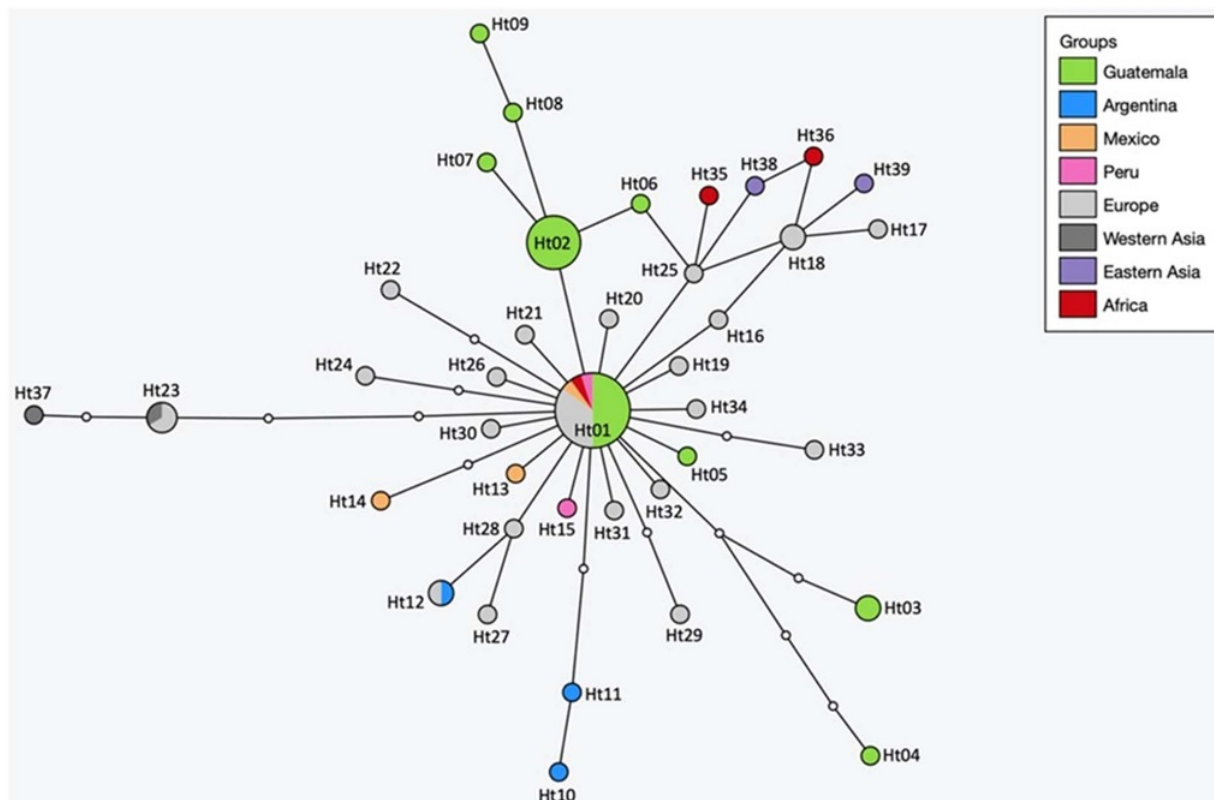 Ht09
Groups
Guatemala
Argentina
Mexico
Peru
Europe
Western Asia
Eastern Asia
Africa
Ht08
Ht07
Ht36
Ht38
Ht39
Ht35
Ht06
Ht02
Ht17
Ht25
Ht18
Ht22
Ht20
Ht21
Ht16
Ht24
Ht26
Ht19
Ht37
Ht23
Ht34
Ht30
Ht01
Ht33
Ht05
Ht14
Ht13
Ht32
Ht28
Ht15
Ht31
Ht12
Ht27
Ht29
Ht03
Ht11
Ht04
Ht10